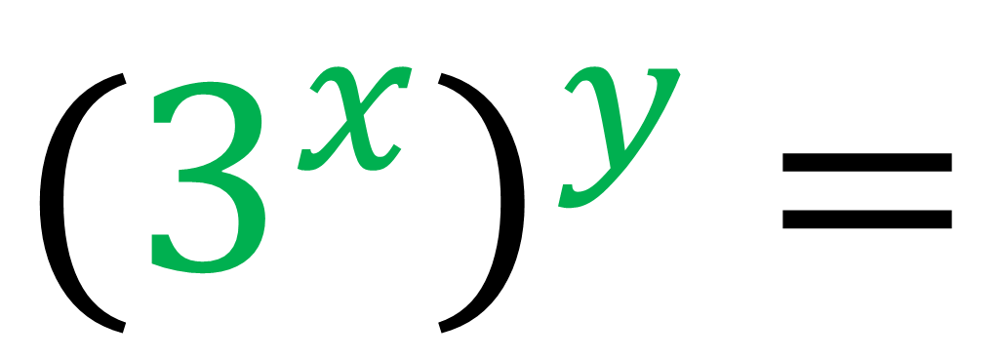 (3^x)^y =